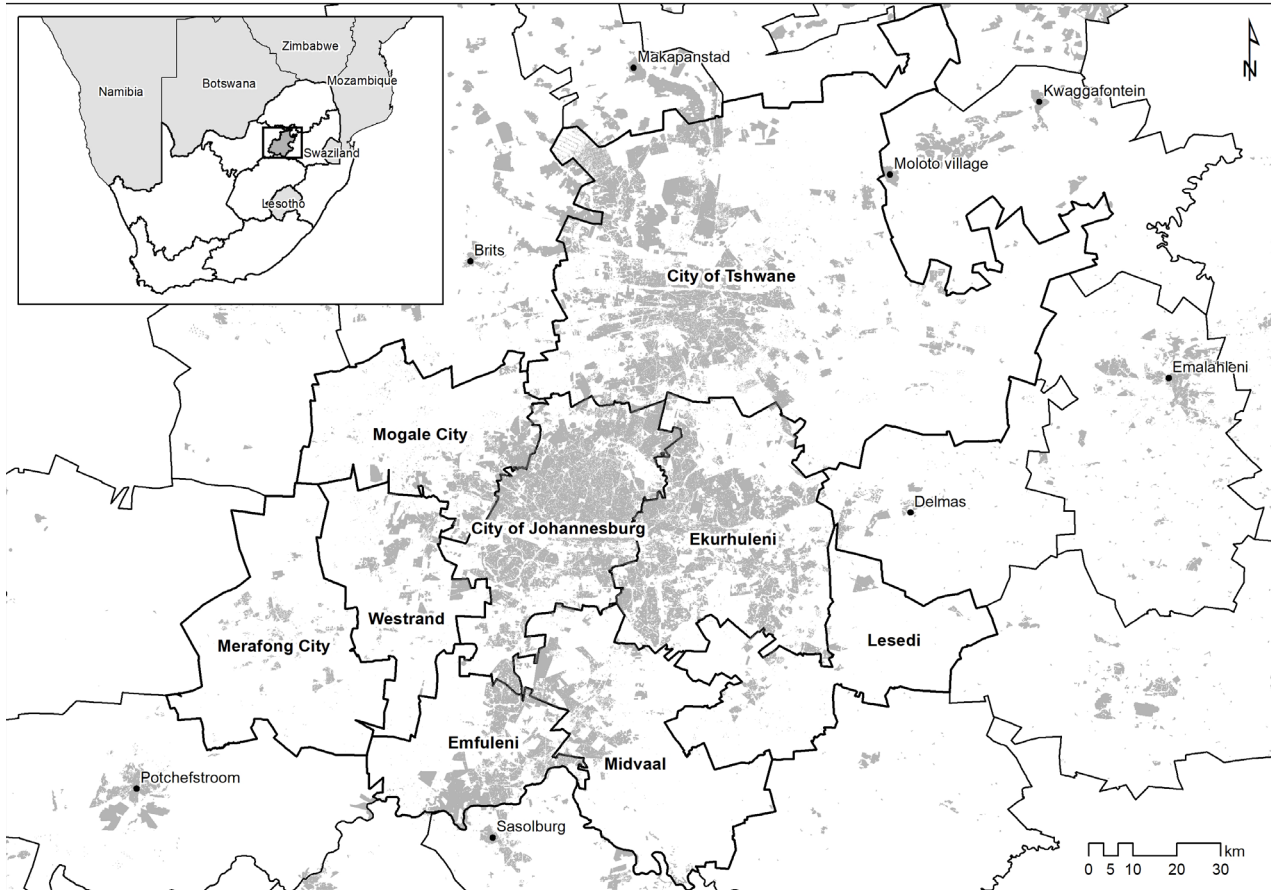 Zimbabwe
Botswana
Mozambique
Namibia
Swaziland
Lesotho
N
Makapanstad
Kwaggafontein
Moloto village
Brits
City of Tshwane
Emalahleni
Mogale City
Delmas
City of Johannesburg
Ekurhuleni
Westrand
Lesedi
Merafong City
Emfuleni
Midvaal
Potchefstroom
Sasolburg
km
0 5 10 20 30